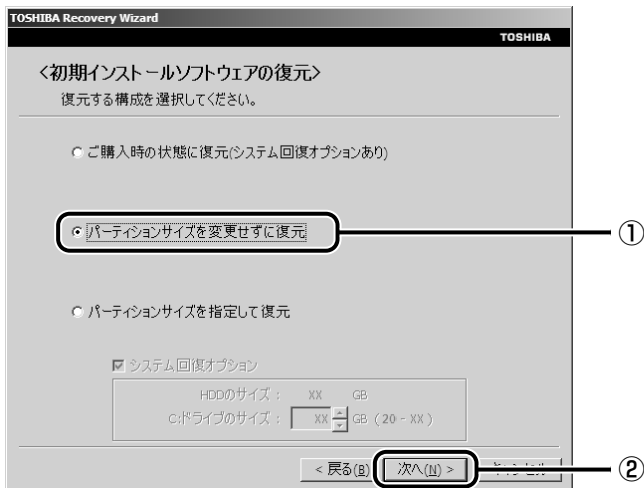 TOSHIBA Recovery Wizard
TOSHIBA
<初期インストールソフトウェアの復元>
復元する構成を選択してください。
ご購入時の状態に復元(システム回復オプションあり)
パーティションサイズを変更せずに復元
①
パーティションサイズを指定して復元
システム回復オプション
HDDのサイズ: XX GB
C:ドライブのサイズ: XX GB (20 - XX)
< 戻る(B) 次へ(N) > キャンセル
②